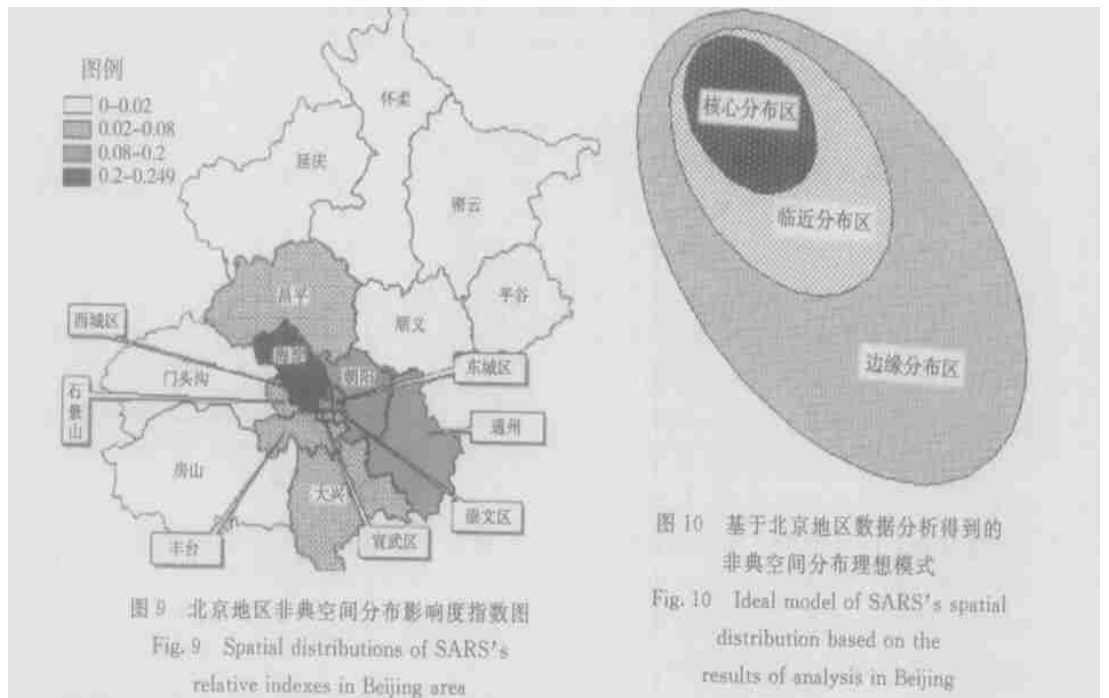 图例
0-0.02
0.02-0.08
0.08-0.2
0.2-0.249
怀柔
延庆
密云
昌平
平谷
顺义
西城区
海淀
朝阳
东城区
门头沟
石景山
通州
房山
大兴
崇文区
丰台
宣武区
图 9 北京地区非典空间分布影响度指数图
Fig. 9 Spatial distributions of SARS's
relative indexes in Beijing area
核心分布区
临近分布区
边缘分布区
图 10 基于北京地区数据分析得到的
非典空间分布理想模式
Fig. 10 Ideal model of SARS's spatial
distribution based on the
results of analysis in Beijing